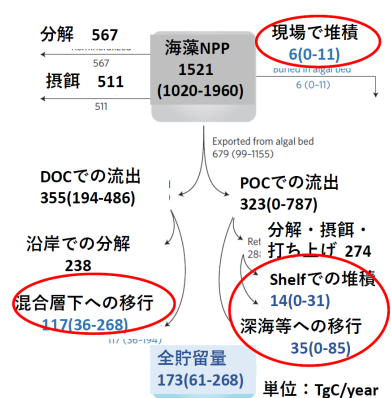 分解 567
567
摂餌 511
511
海藻NPP
1521
(1020-1960)
現場で堆積
6(0-11)
Buried in algal bed
6 (0–11)
Exported from algal bed
679 (99–1155)
DOCでの流出
355(194-486)
POCでの流出
323(0-787)
沿岸での分解
238
分解・摂餌・
打ち上げ 274
混合層下への移行
117(36-268)
117 (36–194)
Shelfでの堆積
14(0-31)
深海等への移行
35(0-85)
全貯留量
173(61-268)
単位：TgC/year